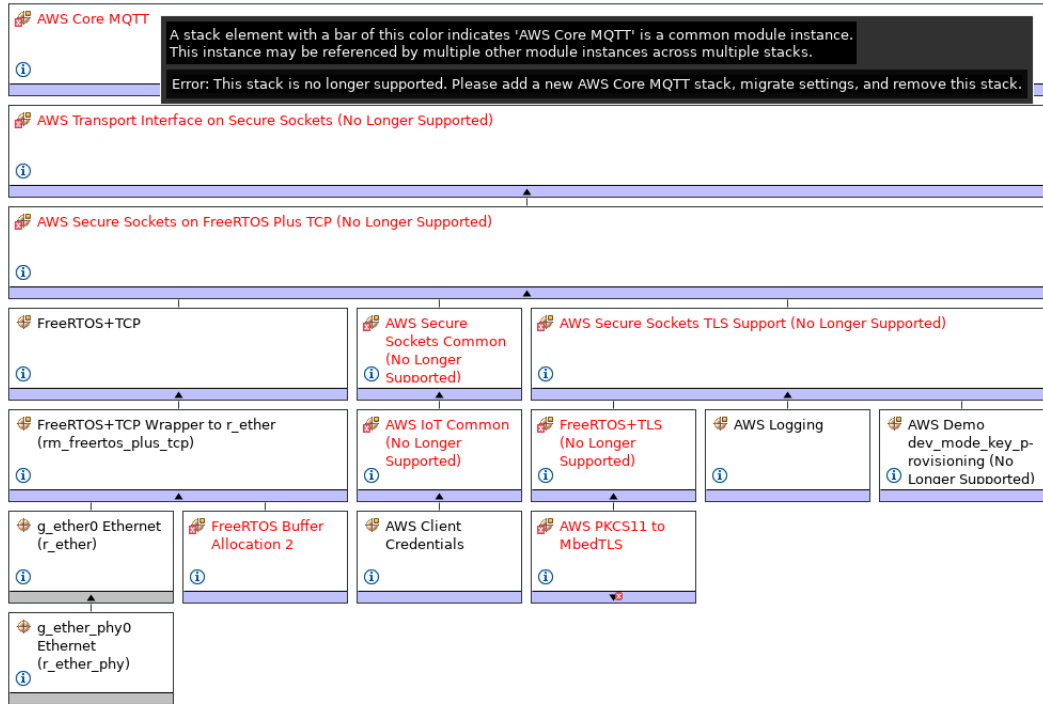 AWS Core MQTT
A stack element with a bar of this color indicates 'AWS Core MQTT' is a common module instance.
This instance may be referenced by multiple other module instances across multiple stacks.
Error: This stack is no longer supported. Please add a new AWS Core MQTT stack, migrate settings, and remove this stack.
AWS Transport Interface on Secure Sockets (No Longer Supported)
AWS Secure Sockets on FreeRTOS Plus TCP (No Longer Supported)
FreeRTOS+TCP
AWS Secure
Sockets Common
(No Longer
Supported)
AWS Secure Sockets TLS Support (No Longer Supported)
FreeRTOS+TCP Wrapper to r_ether
(rm_freertos_plus_tcp)
AWS IoT Common
(No Longer
Supported)
FreeRTOS+TLS
(No Longer
Supported)
AWS Logging
AWS Demo
dev_mode_key_p-
rovisioning (No
Longer Supported)
g_ether0 Ethernet
(r_ether)
FreeRTOS Buffer
Allocation 2
AWS Client
Credentials
AWS PKCS11 to
MbedTLS
g_ether_phy0
Ethernet
(r_ether_phy)